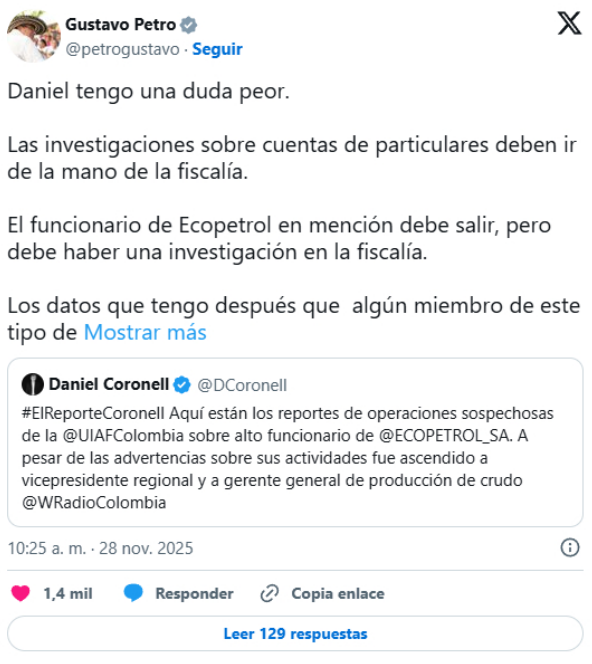 Gustavo Petro
@petrogustavo · Seguir
Daniel tengo una duda peor.
Las investigaciones sobre cuentas de particulares deben ir
de la mano de la fiscalía.
El funcionario de Ecopetrol en mención debe salir, pero
debe haber una investigación en la fiscalía.
Los datos que tengo después que  algún miembro de este
tipo de Mostrar más
Daniel Coronell @DCoronell
#ElReporteCoronell Aquí están los reportes de operaciones sospechosas
de la @UIAFColombia sobre alto funcionario de @ECOPETROL_SA. A
pesar de las advertencias sobre sus actividades fue ascendido a
vicepresidente regional y a gerente general de producción de crudo
@WRadioColombia
10:25 a. m. · 28 nov. 2025
1,4 mil Responder Copia enlace
Leer 129 respuestas